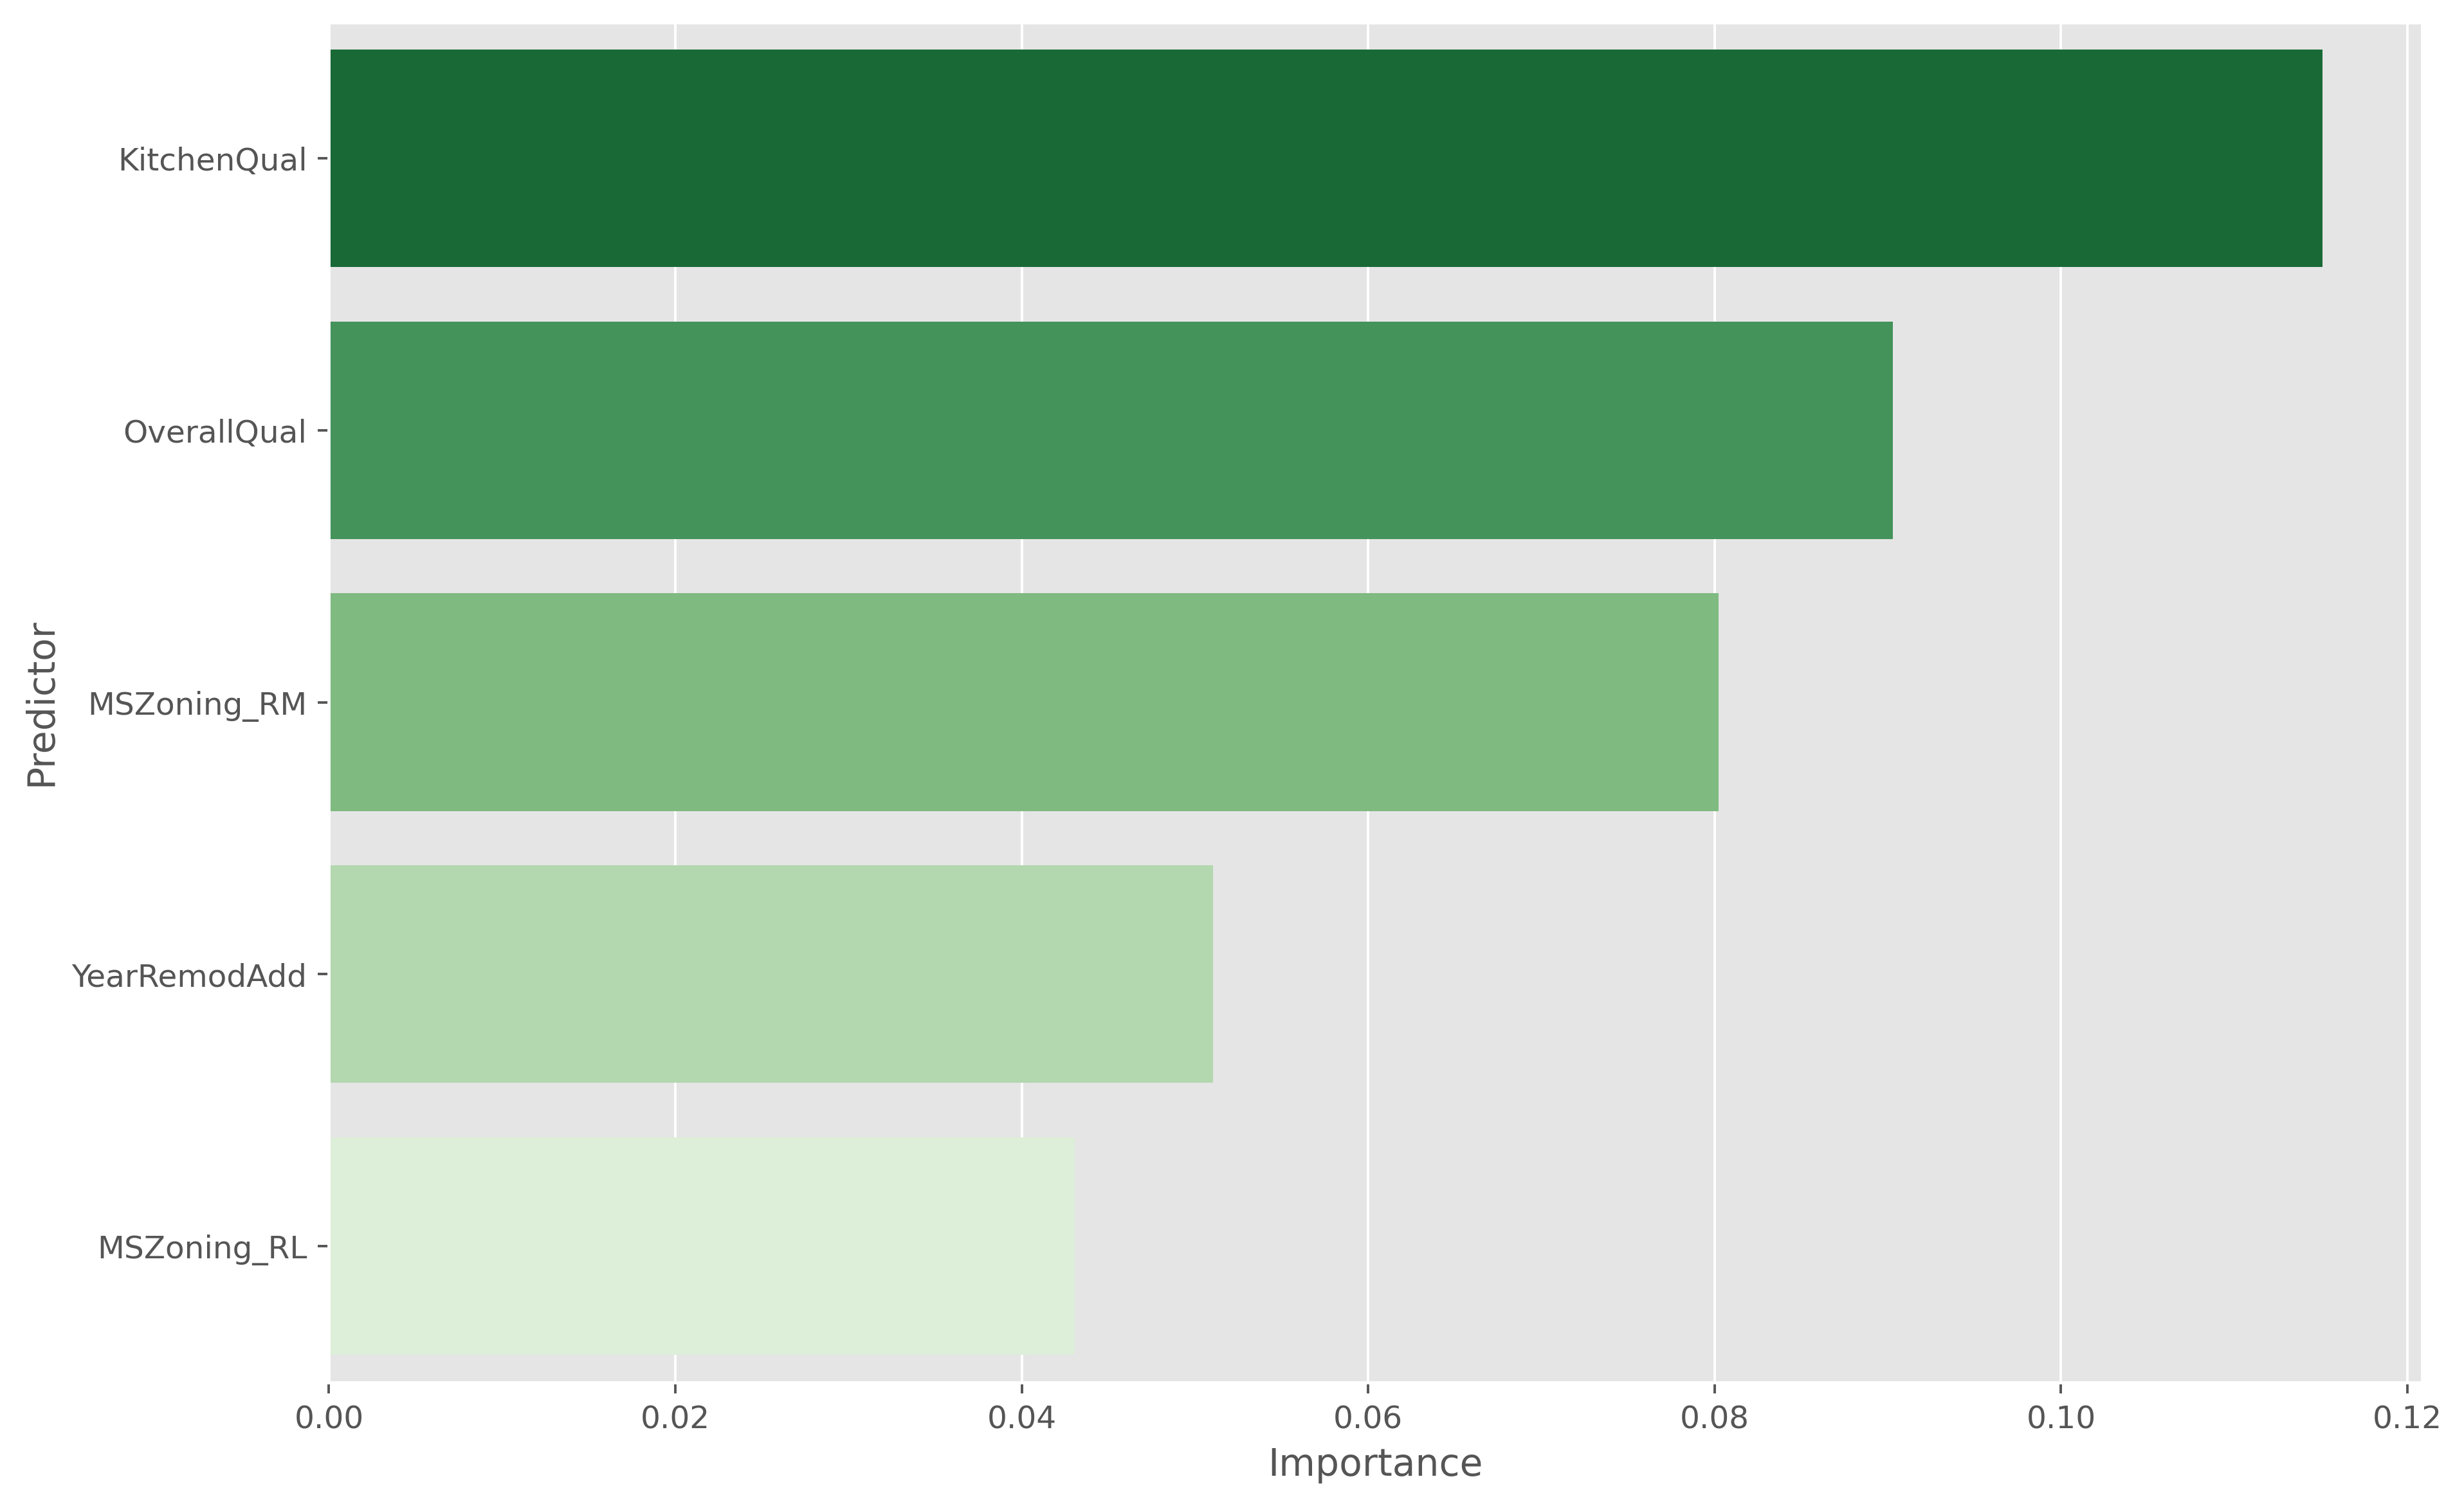 KitchenQual
OverallQual
MSZoning_RM
YearRemodAdd
MSZoning_RL
Predictor
0.00 0.02 0.04 0.06 0.08 0.10 0.12
Importance